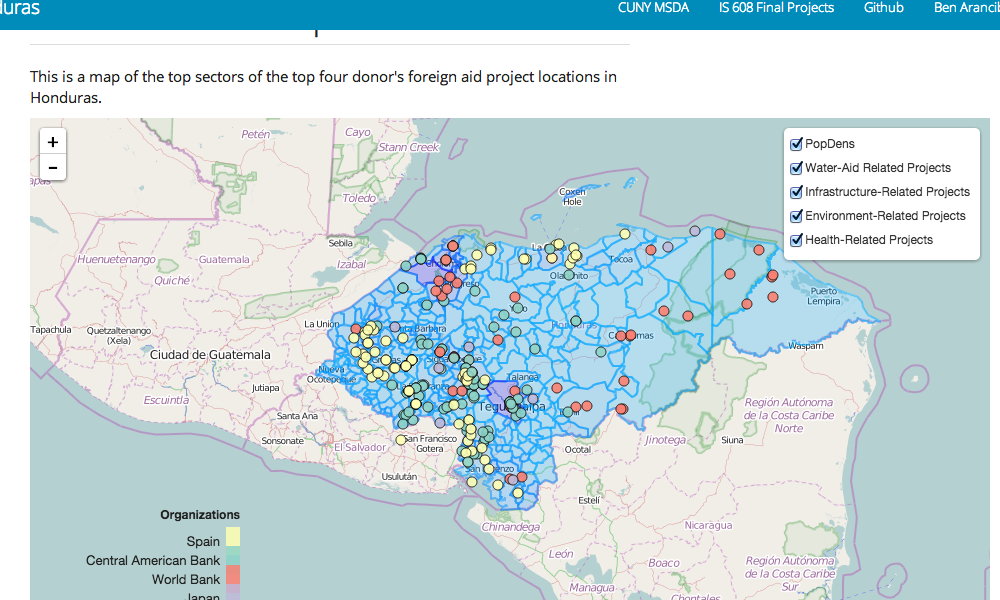 CUNY MSDA IS 608 Final Projects Github
This is a map of the top sectors of the top four donor's foreign aid project locations in
Honduras.
+
−
PopDens
Water-Aid Related Projects
Infrastructure-Related Projects
Environment-Related Projects
Health-Related Projects
Petén
Cayo
Stann Creek
Toledo
Coxen
Hole
Sebila
Izabal
Huehuetenango
Guatemala
Quiché
Tocoa
Puerto
Lempira
Tapachula
Quetzaltenango
(Xela)
La Unión
Waspam
Ciudad de Guatemala
Nueva
Ocotepeque
Jutiapa
Talanga
Escuintla
Santa Ana
Sonsonate
El Salvador
San Francisco
Gotera
Usulután
Región Autónoma
de la Costa Caribe
Norte
Jinotega
Siuna
Ocotal
Estelí
Chinandega
Nicaragua
León
Boaco
Región Autónoma
de la Costa Caribe
Sur
Managua
Chontales
Organizations
Spain
Central American Bank
World Bank
Japan